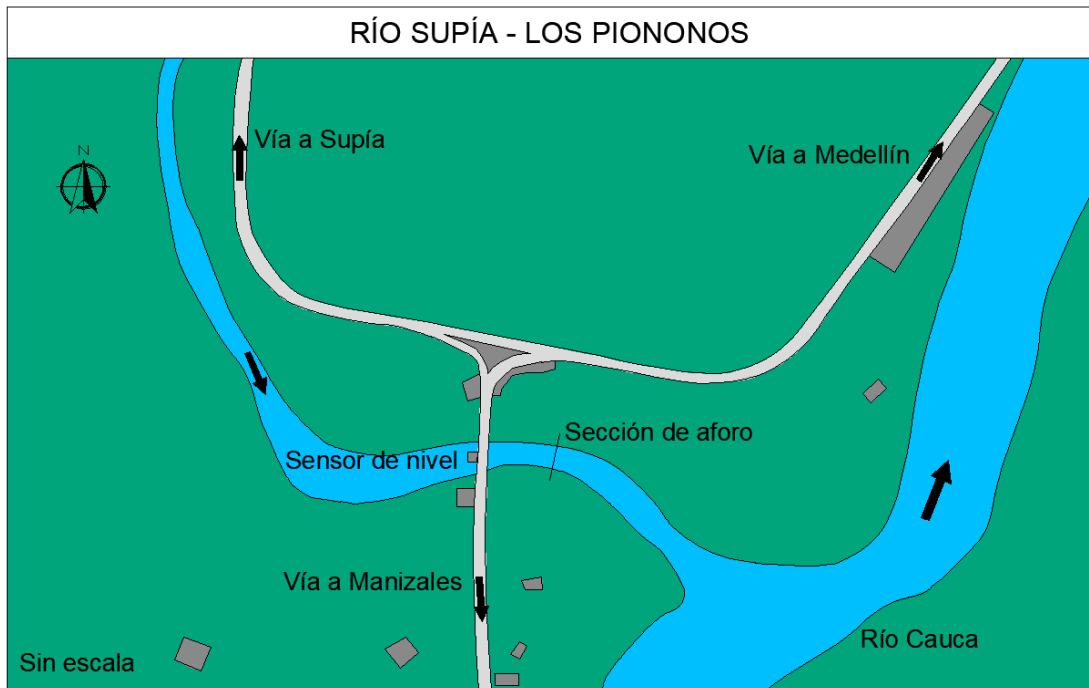 RÍO SUPÍA - LOS PIONONOS
Vía a Supía
Vía a Medellín
N
Sección de aforo
Sensor de nivel
Vía a Manizales
Río Cauca
Sin escala